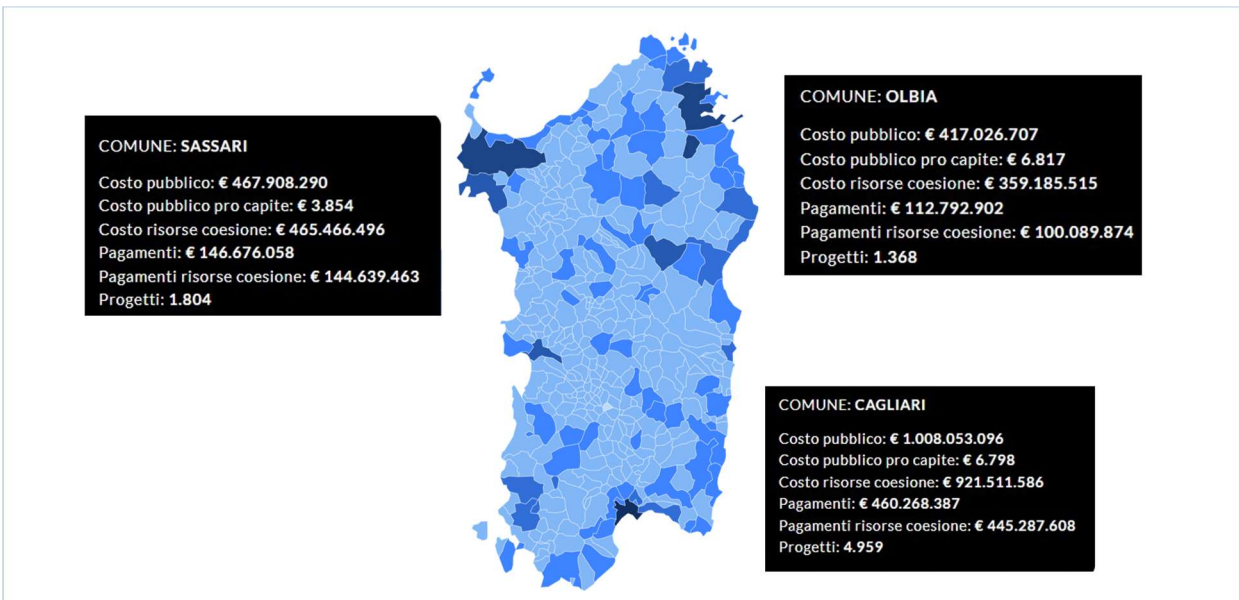 COMUNE: SASSARI
Costo pubblico: € 467.908.290
Costo pubblico pro capite: € 3.854
Costo risorse coesione: € 465.466.496
Pagamenti: € 146.676.058
Pagamenti risorse coesione: € 144.639.463
Progetti: 1.804
COMUNE: OLBIA
Costo pubblico: € 417.026.707
Costo pubblico pro capite: € 6.817
Costo risorse coesione: € 359.185.515
Pagamenti: € 112.792.902
Pagamenti risorse coesione: € 100.089.874
Progetti: 1.368
COMUNE: CAGLIARI
Costo pubblico: € 1.008.053.096
Costo pubblico pro capite: € 6.798
Costo risorse coesione: € 921.511.586
Pagamenti: € 460.268.387
Pagamenti risorse coesione: € 445.287.608
Progetti: 4.959